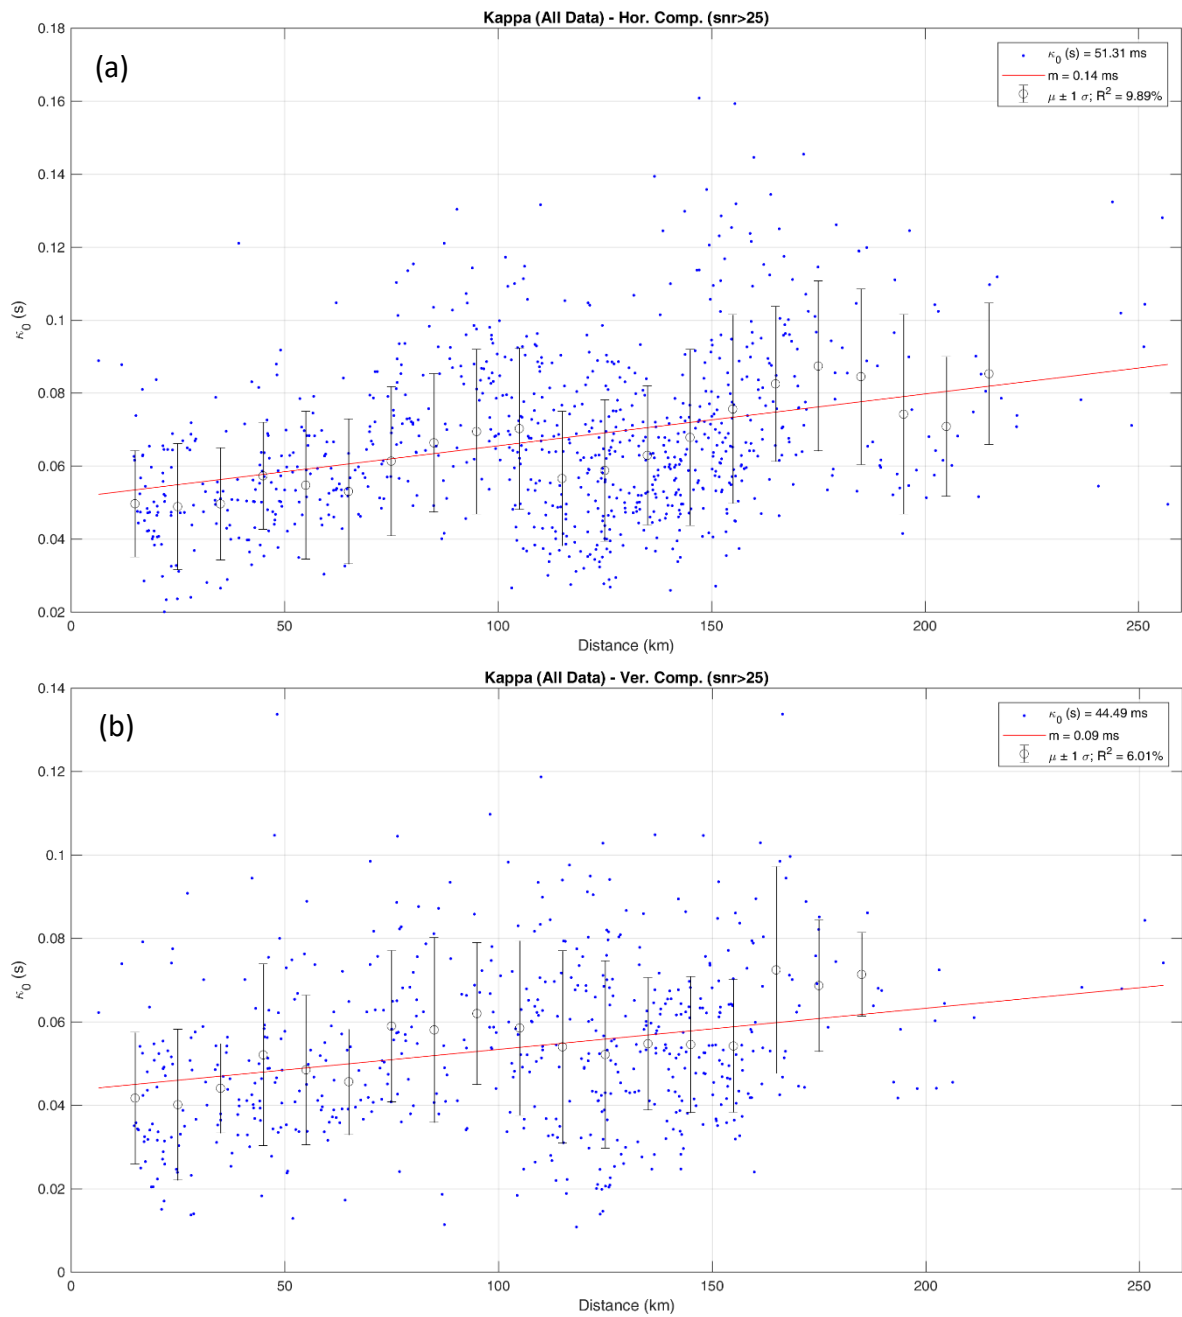 Kappa (All Data) - Hor. Comp. (snr>25)
0.18
(a)
κ0 (s) = 51.31 ms
m = 0.14 ms
μ ± 1 σ; R2 = 9.89%
0.16
0.14
0.12
0.1
κ0 (s)
0.08
0.06
0.04
0.02
0 50 100 150 200 250
Distance (km)
Kappa (All Data) - Ver. Comp. (snr>25)
0.14
(b)
κ0 (s) = 44.49 ms
m = 0.09 ms
μ ± 1 σ; R2 = 6.01%
0.12
0.1
0.08
κ0 (s)
0.06
0.04
0.02
0
0 50 100 150 200 250
Distance (km)